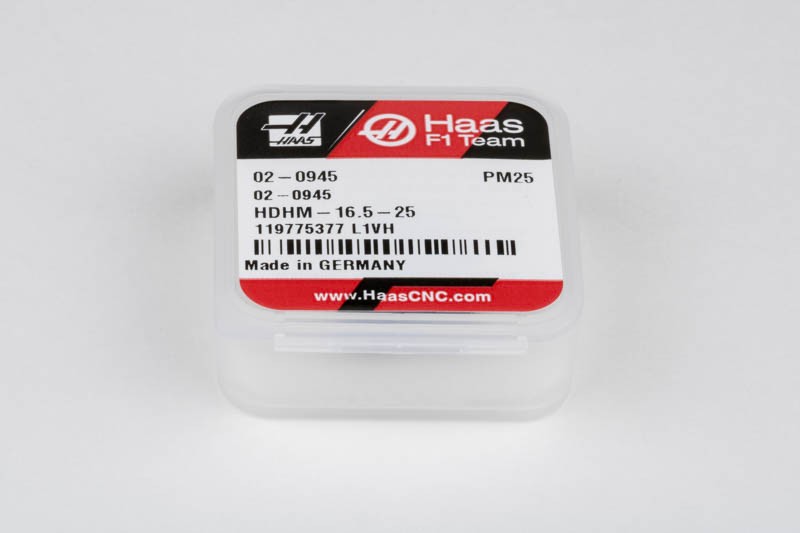 HAAS
Haas
F1 Team
02-0945 PM25
02-0945
HDHM-16.5-25
119775377 L1VH
Made in GERMANY
www.HaasCNC.com